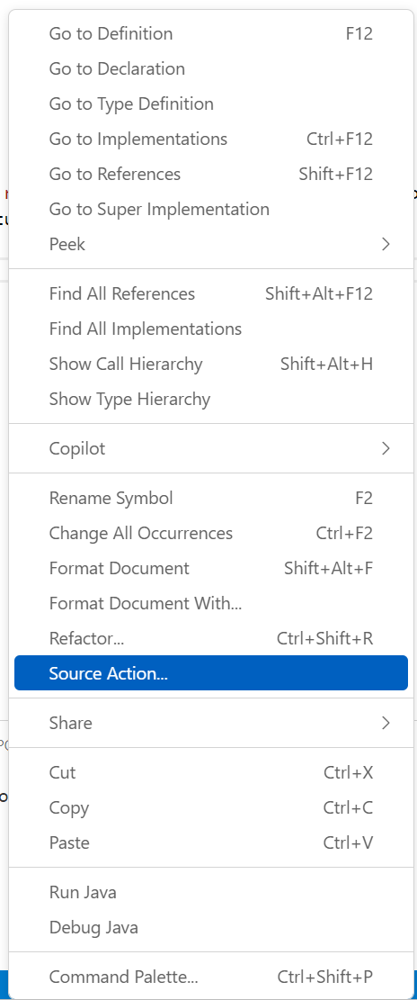 Go to Definition F12
Go to Declaration
Go to Type Definition
Go to Implementations Ctrl+F12
Go to References Shift+F12
Go to Super Implementation
Peek
Find All References Shift+Alt+F12
Find All Implementations
Show Call Hierarchy Shift+Alt+H
Show Type Hierarchy
Copilot
Rename Symbol F2
Change All Occurrences Ctrl+F2
Format Document Shift+Alt+F
Format Document With...
Refactor... Ctrl+Shift+R
Source Action...
Share
Cut Ctrl+X
Copy Ctrl+C
Paste Ctrl+V
Run Java
Debug Java
Command Palette... Ctrl+Shift+P